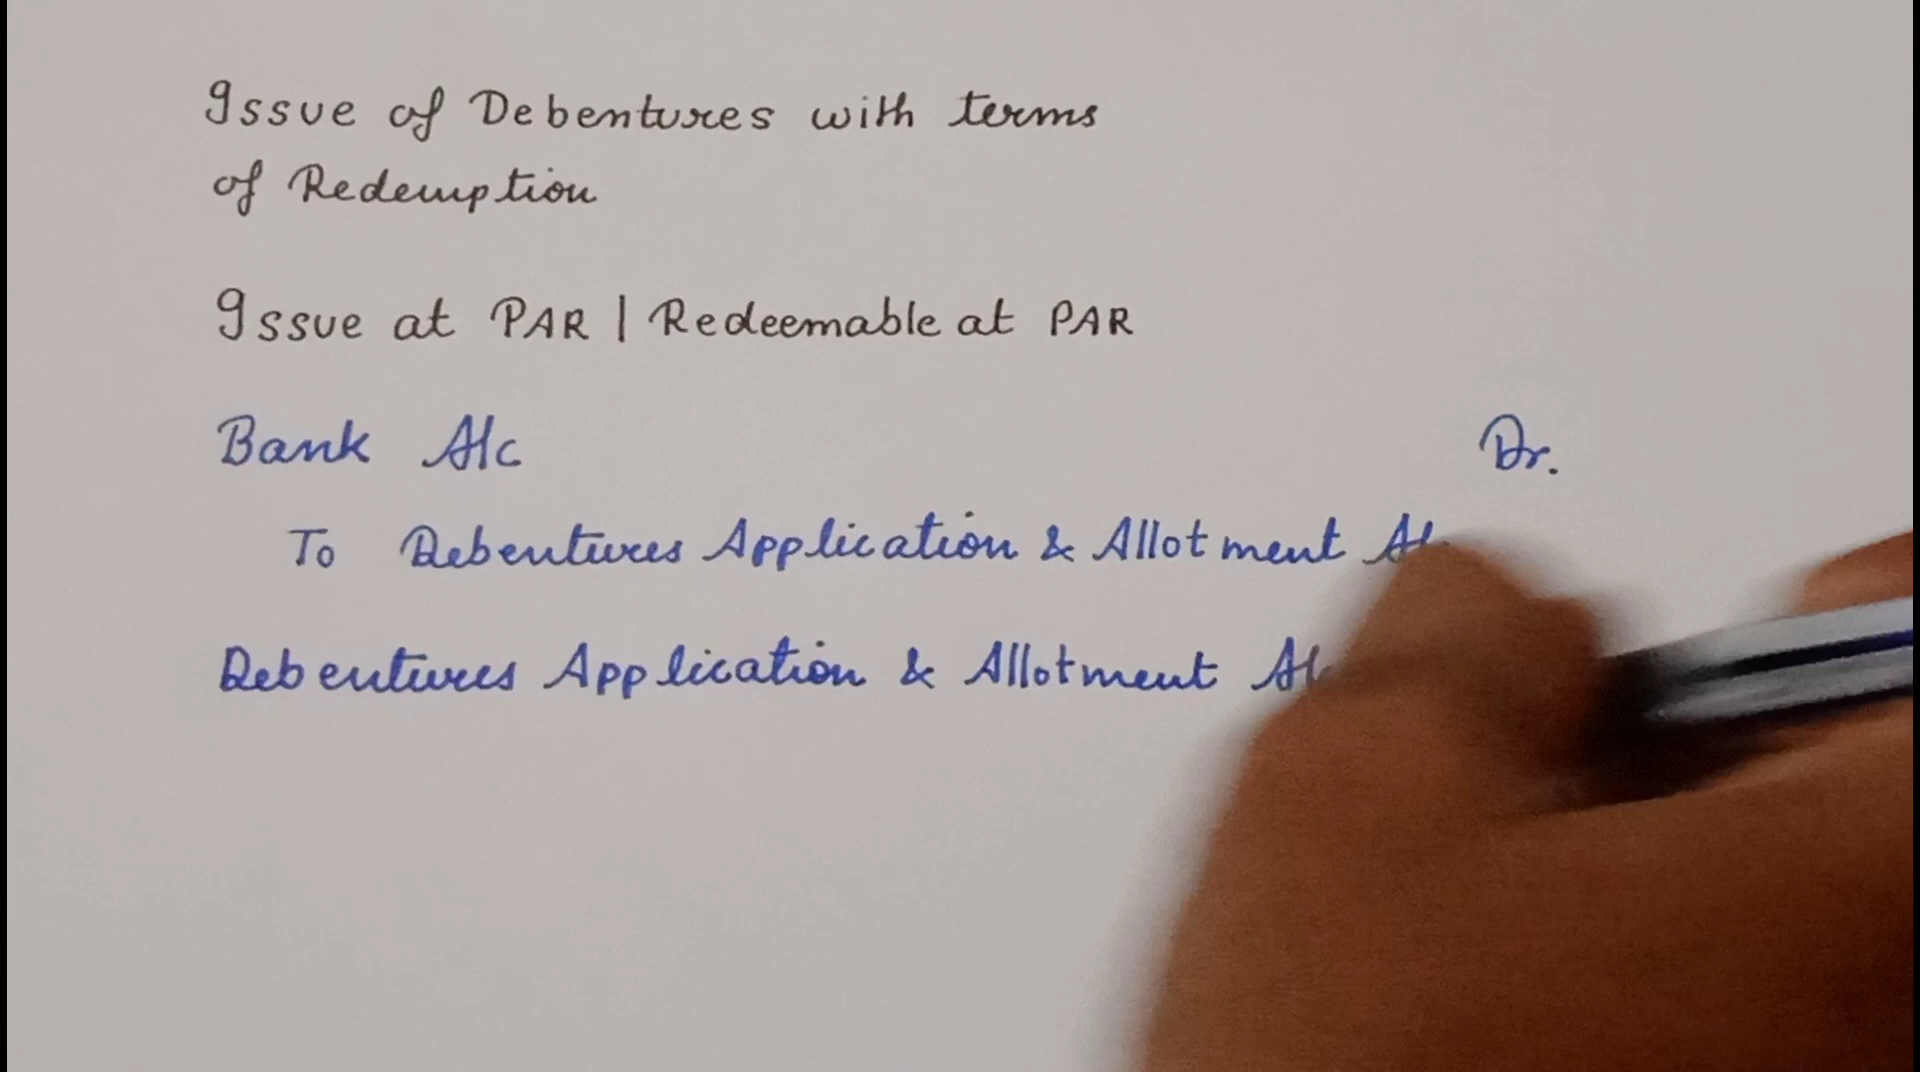 Issue of Debentures with terms
of Redemption
Issue at PAR | Redeemable at PAR
Bank A/c Dr.
To Debentures Application & Allotment
Debentures Application & Allotment